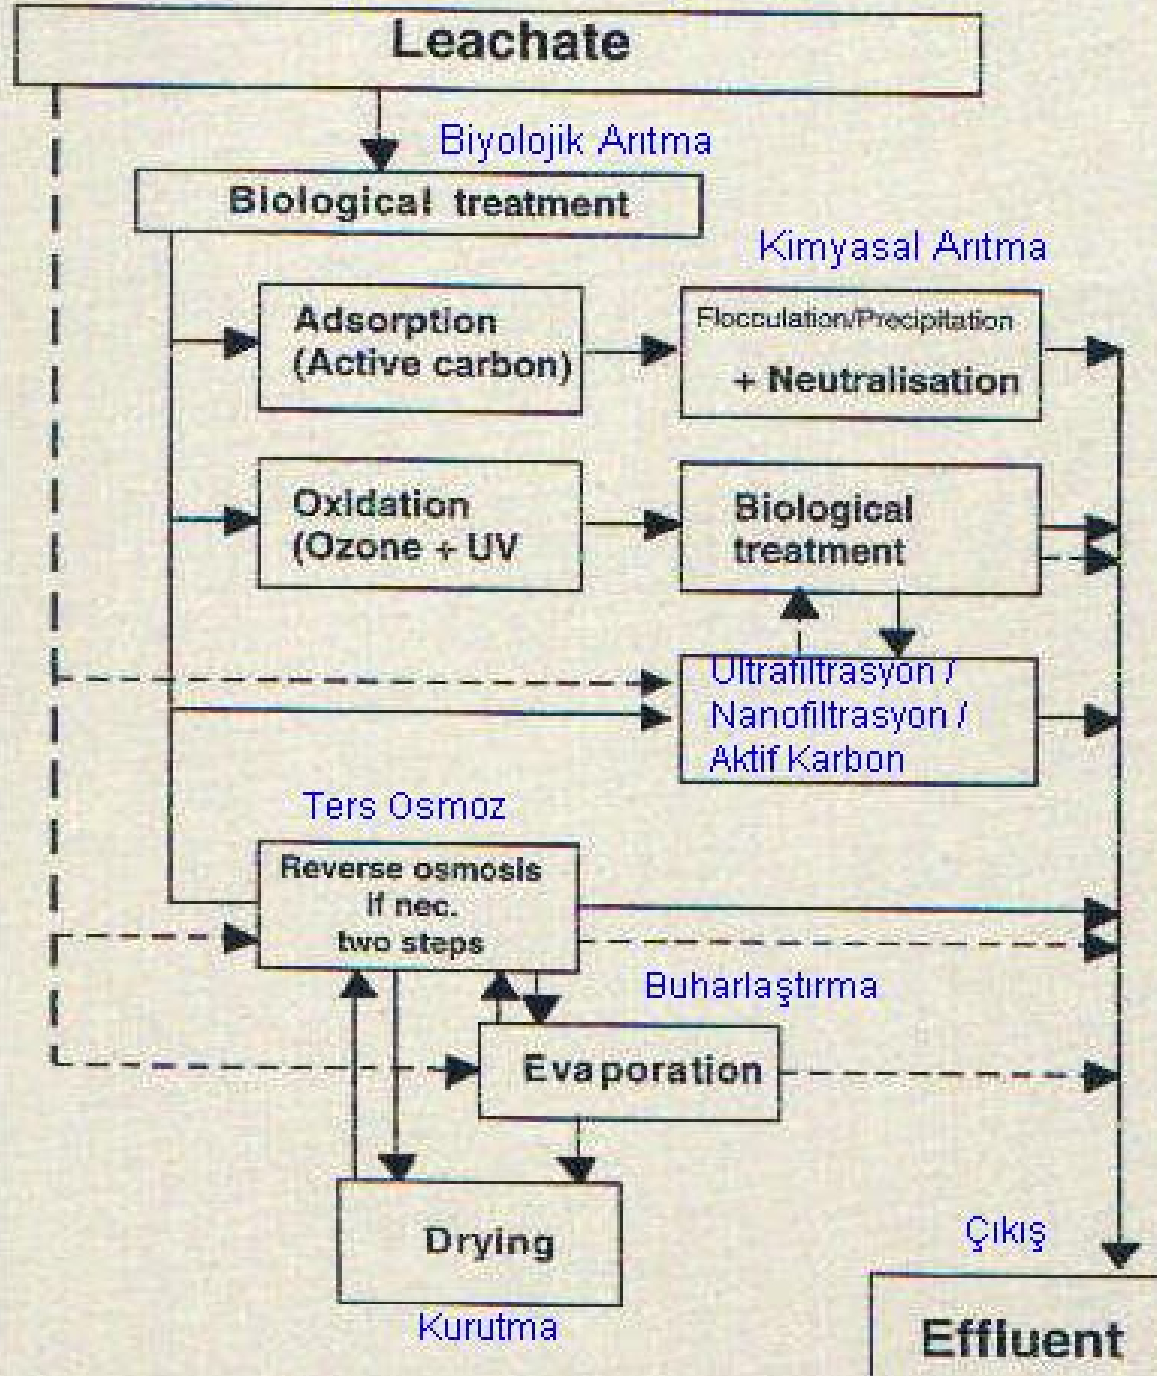 Leachate
Biyolojik Arıtma
Biological treatment
Kimyasal Arıtma
Adsorption
(Active carbon)
Flocculation/Precipitation
+ Neutralisation
Oxidation
(Ozone + UV
Biological
treatment
Ultrafiltrasyon /
Nanofiltrasyon /
Aktif Karbon
Ters Osmoz
Reverse osmosis
if nec.
two steps
Buharlaştırma
Evaporation
Drying
Kurutma
Çıkış
Effluent